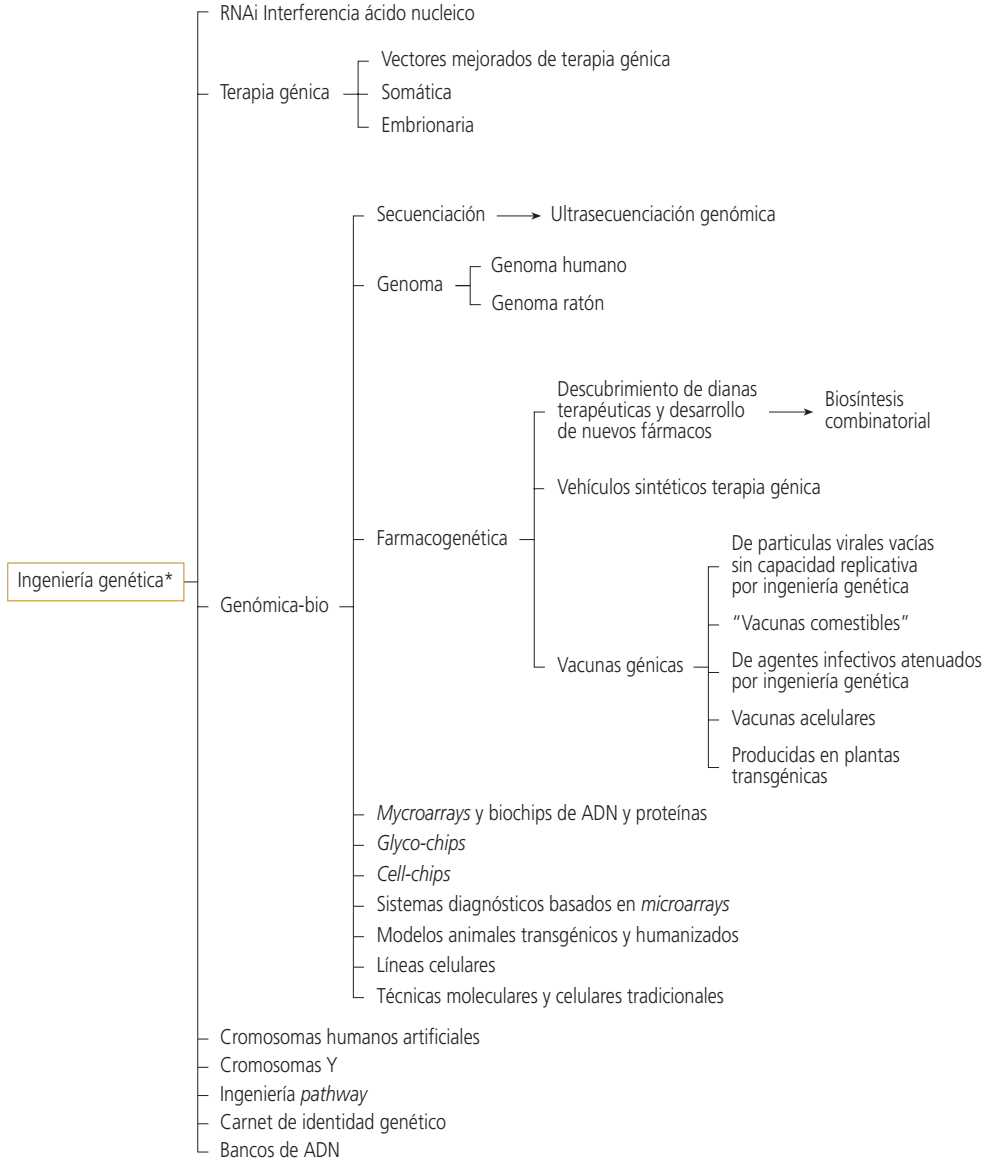 RNAi Interferencia ácido nucleico
Terapia génica
Vectores mejorados de terapia génica
Somática
Embrionaria
Secuenciación
Ultrasecuenciación genómica
Genoma
Genoma humano
Genoma ratón
Descubrimiento de dianas
terapéuticas y desarrollo
de nuevos fármacos
Biosíntesis
combinatorial
Vehículos sintéticos terapia génica
Farmacogenética
De particulas virales vacías
sin capacidad replicativa
por ingeniería genética
Ingeniería genética*
Genómica-bio
“Vacunas comestibles”
Vacunas génicas
De agentes infectivos atenuados
por ingeniería genética
Vacunas acelulares
Producidas en plantas
transgénicas
Mycroarrays y biochips de ADN y proteínas
Glyco-chips
Cell-chips
Sistemas diagnósticos basados en microarrays
Modelos animales transgénicos y humanizados
Líneas celulares
Técnicas moleculares y celulares tradicionales
Cromosomas humanos artificiales
Cromosomas Y
Ingeniería pathway
Carnet de identidad genético
Bancos de ADN